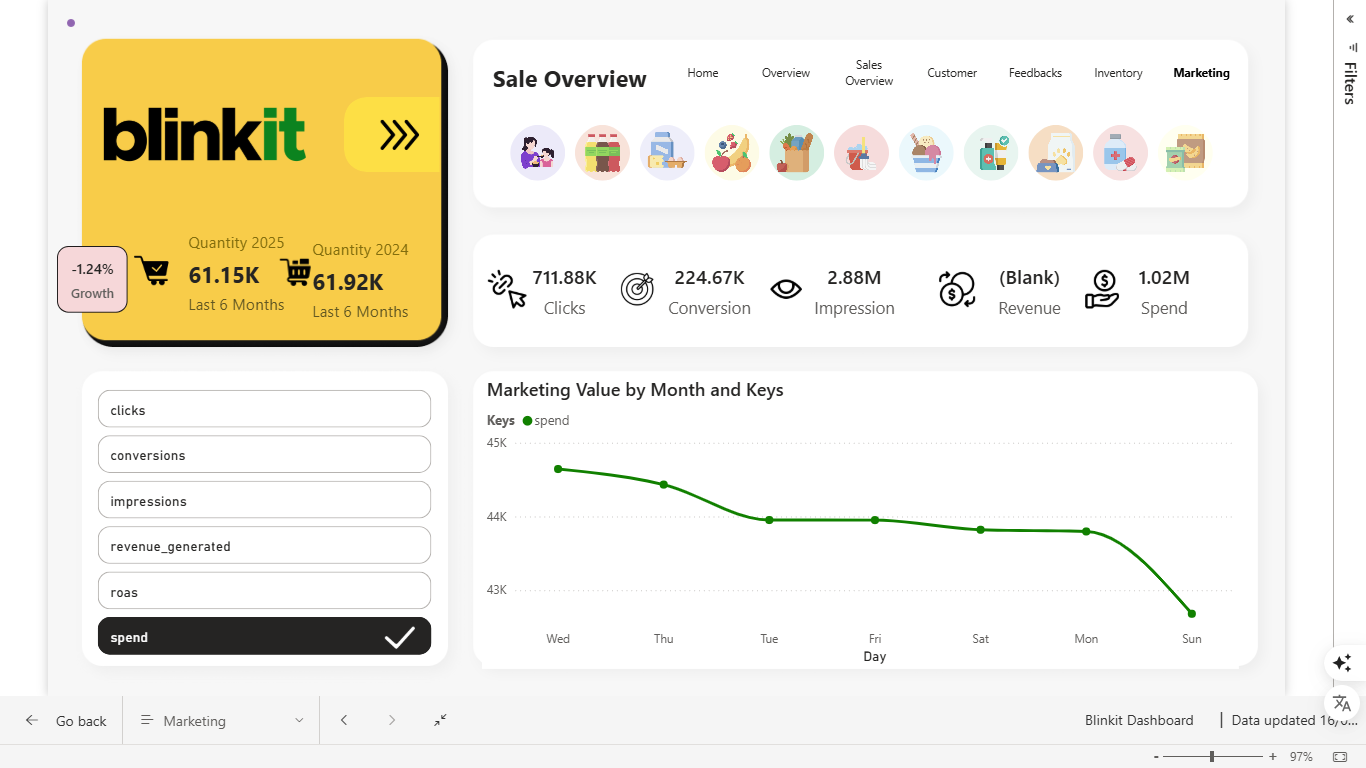 blinkit
Quantity 2025
61.15K
Last 6 Months
Quantity 2024
61.92K
Last 6 Months
-1.24%
Growth
Sale Overview
Home
Overview
Sales
Overview
Customer
Feedbacks
Inventory
Marketing
711.88K
Clicks
224.67K
Conversion
2.88M
Impression
(Blank)
Revenue
1.02M
Spend
clicks
conversions
impressions
revenue_generated
roas
spend
Marketing Value by Month and Keys
Keys spend
45K
44K
43K
Wed Thu Tue Fri Sat Mon Sun
Day
Filters
Go back
Marketing
Blinkit Dashboard | Data updated
- + 97%